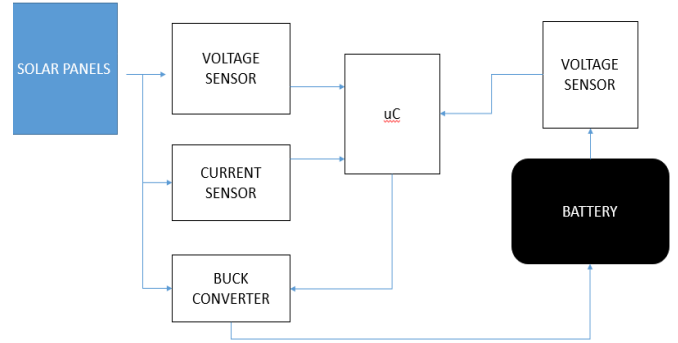 SOLAR PANELS
VOLTAGE
SENSOR
uC
VOLTAGE
SENSOR
CURRENT
SENSOR
BATTERY
BUCK
CONVERTER